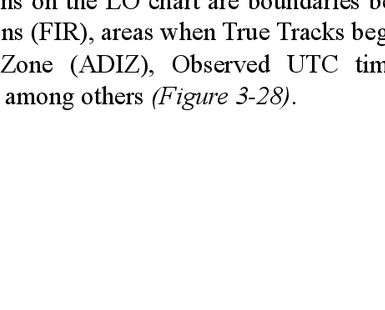 ns on the LO chart are boundaries be
ns (FIR), areas when True Tracks beg
Zone (ADIZ), Observed UTC tim
among others (Figure 3-28).